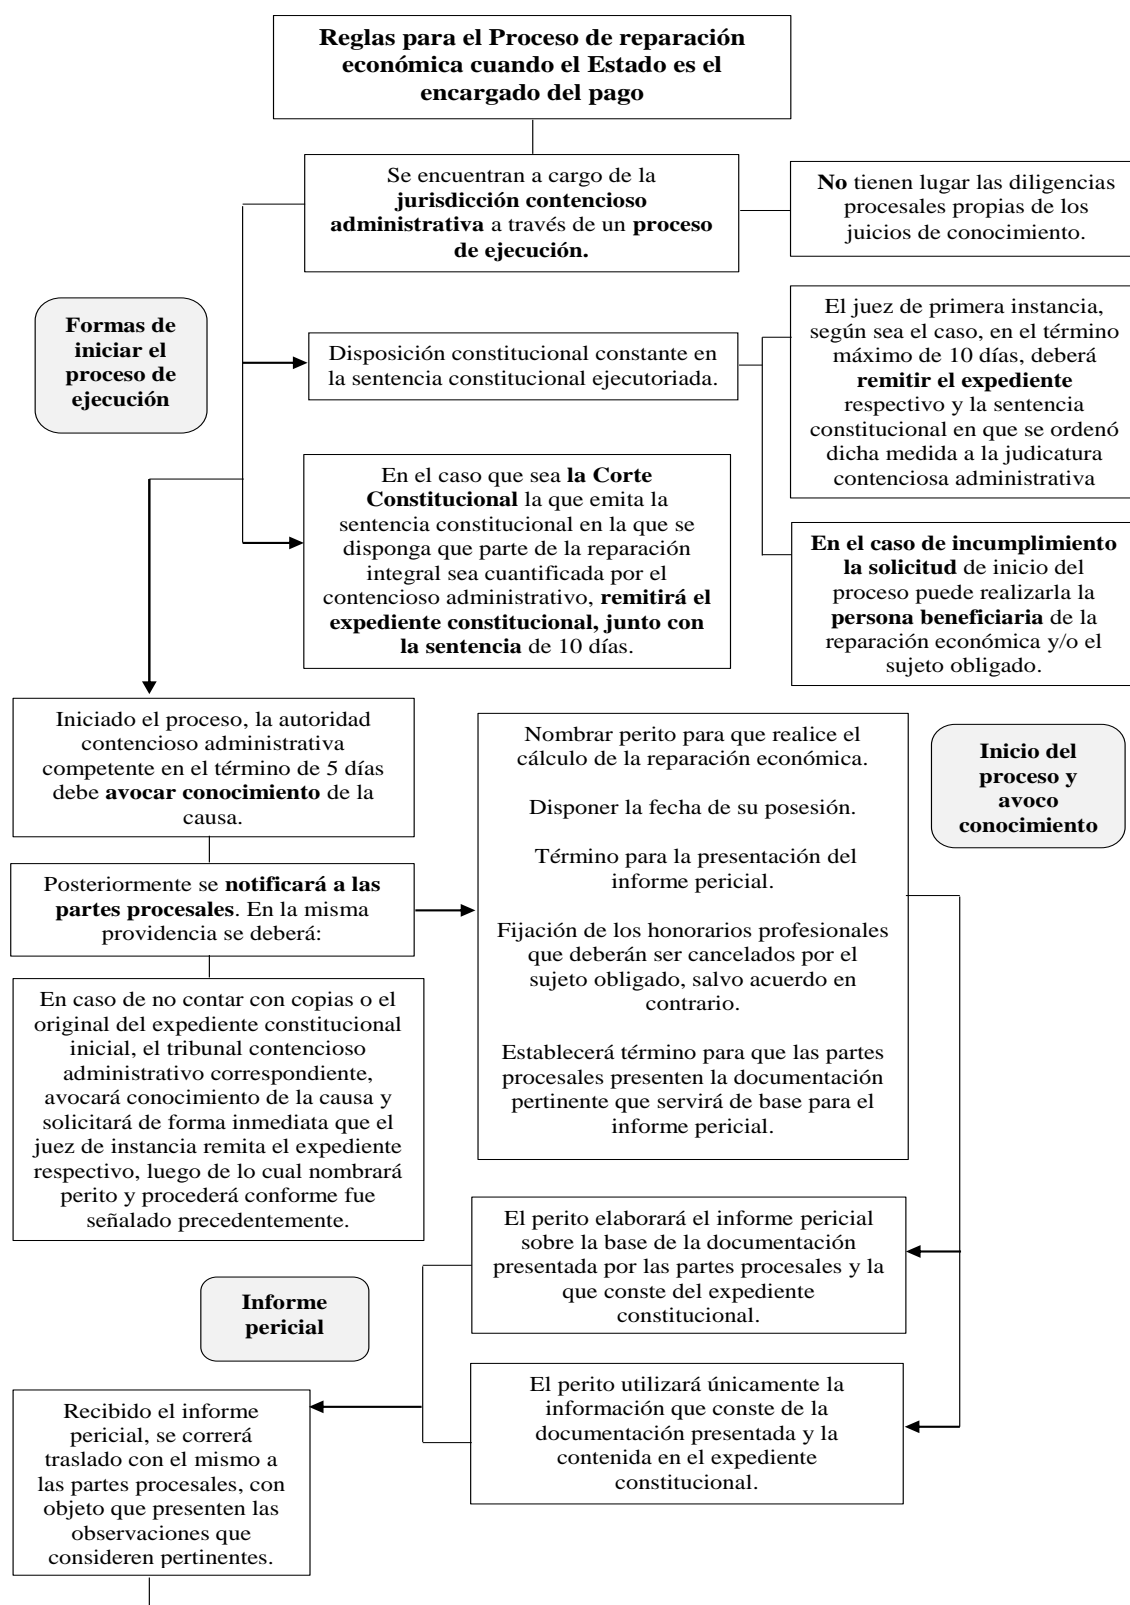 Reglas para el Proceso de reparación
económica cuando el Estado es el
encargado del pago
Se encuentran a cargo de la
jurisdicción contencioso
administrativa a través de un proceso
de ejecución.
No tienen lugar las diligencias
procesales propias de los
juicios de conocimiento.
Formas de
iniciar el
proceso de
ejecución
Disposición constitucional constante en
la sentencia constitucional ejecutoriada.
El juez de primera instancia,
según sea el caso, en el término
máximo de 10 días, deberá
remitir el expediente
respectivo y la sentencia
constitucional en que se ordenó
dicha medida a la judicatura
contenciosa administrativa
En el caso que sea la Corte
Constitucional la que emita la
sentencia constitucional en la que se
disponga que parte de la reparación
integral sea cuantificada por el
contencioso administrativo, remitirá el
expediente constitucional, junto con
la sentencia de 10 días.
En el caso de incumplimiento
la solicitud de inicio del
proceso puede realizarla la
persona beneficiaria de la
reparación económica y/o el
sujeto obligado.
Iniciado el proceso, la autoridad
contencioso administrativa
competente en el término de 5 días
debe avocar conocimiento de la
causa.
Nombrar perito para que realice el
cálculo de la reparación económica.
Disponer la fecha de su posesión.
Término para la presentación del
informe pericial.
Fijación de los honorarios profesionales
que deberán ser cancelados por el
sujeto obligado, salvo acuerdo en
contrario.
Establecerá término para que las partes
procesales presenten la documentación
pertinente que servirá de base para el
informe pericial.
Inicio del
proceso y
avoco
conocimiento
Posteriormente se notificará a las
partes procesales. En la misma
providencia se deberá:
En caso de no contar con copias o el
original del expediente constitucional
inicial, el tribunal contencioso
administrativo correspondiente,
avocará conocimiento de la causa y
solicitará de forma inmediata que el
juez de instancia remita el expediente
respectivo, luego de lo cual nombrará
perito y procederá conforme fue
señalado precedentemente.
El perito elaborará el informe pericial
sobre la base de la documentación
presentada por las partes procesales y la
que conste del expediente
constitucional.
Informe
pericial
El perito utilizará únicamente la
información que conste de la
documentación presentada y la
contenida en el expediente
constitucional.
Recibido el informe
pericial, se correrá
traslado con el mismo a
las partes procesales, con
objeto que presenten las
observaciones que
consideren pertinentes.